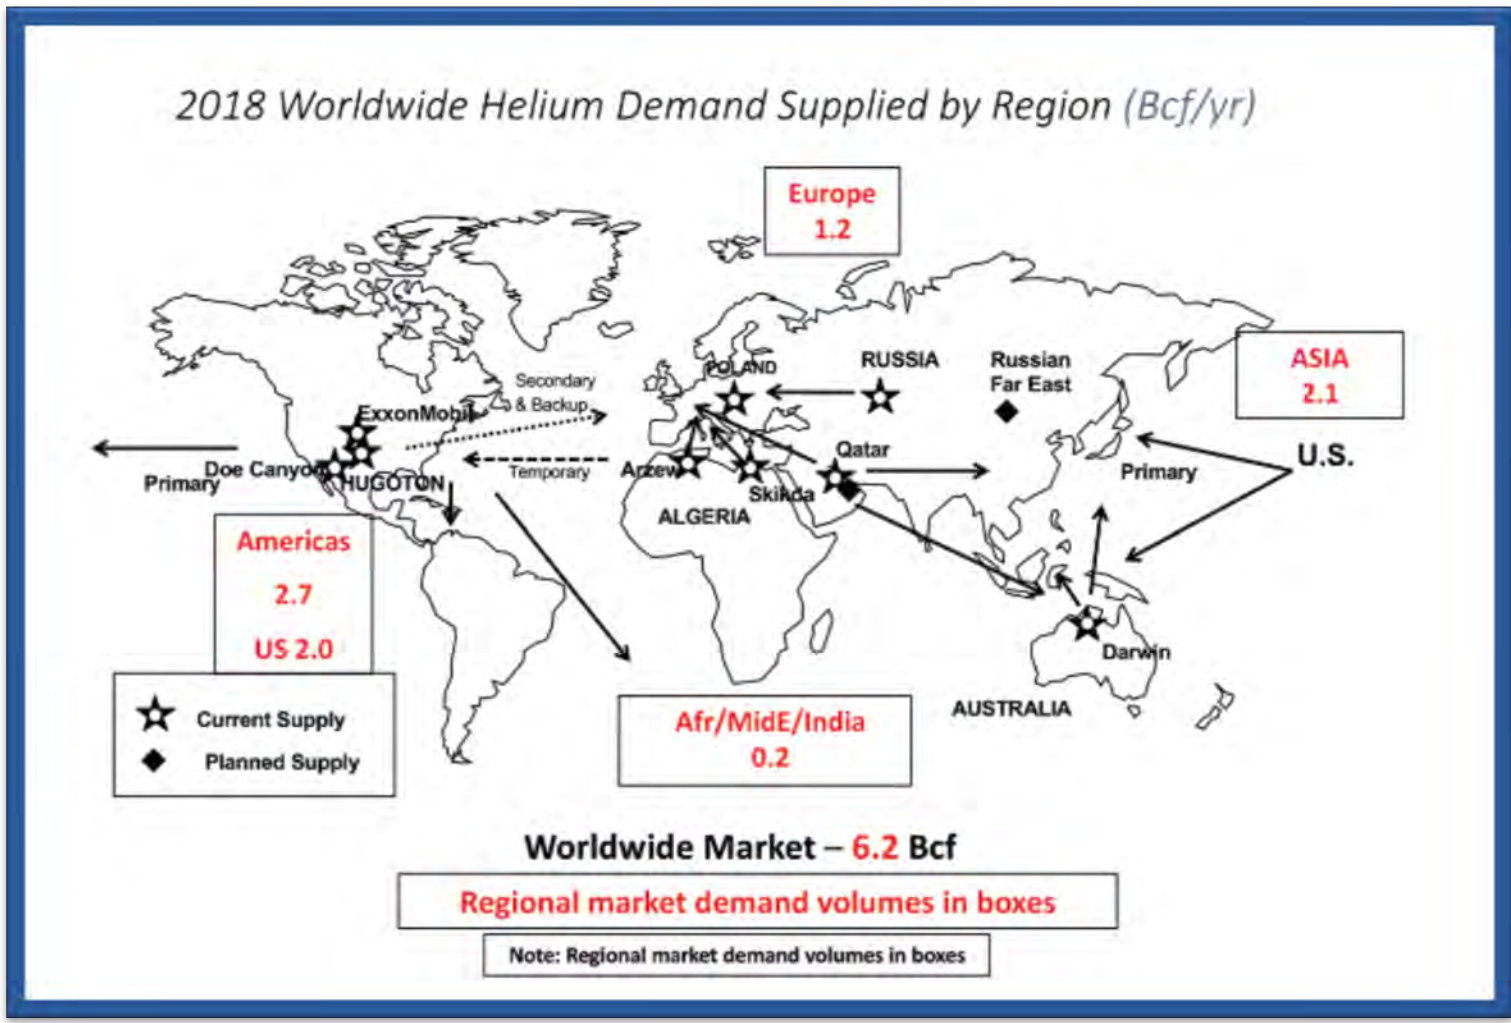 2018 Worldwide Helium Demand Supplied by Region (Bcf/yr)
Europe
1.2
ASIA
2.1
U.S.
POLAND
RUSSIA
Russian
Far East
Secondary
& Backup
ExxonMobil
Temporary
Doe Canyon
Primary
HUGOTON
Arzew
Skikda
ALGERIA
Qatar
Primary
Americas
2.7
US 2.0
Darwin
AUSTRALIA
Current Supply
Planned Supply
Afr/MidE/India
0.2
Worldwide Market – 6.2 Bcf
Regional market demand volumes in boxes
Note: Regional market demand volumes in boxes